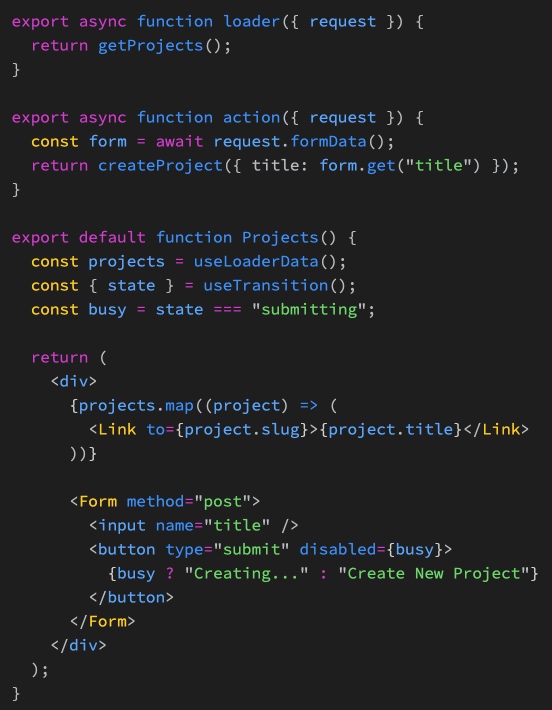 export async function loader({ request }) {
  return getProjects();
}

export async function action({ request }) {
  const form = await request.formData();
  return createProject({ title: form.get("title") });
}

export default function Projects() {
  const projects = useLoaderData();
  const { state } = useTransition();
  const busy = state === "submitting";

  return (
    <div>
      {projects.map((project) => (
        <Link to={project.slug}>{project.title}</Link>
      ))}

      <Form method="post">
        <input name="title" />
        <button type="submit" disabled={busy}>
          {busy ? "Creating..." : "Create New Project"}
        </button>
      </Form>
    </div>
  );
}